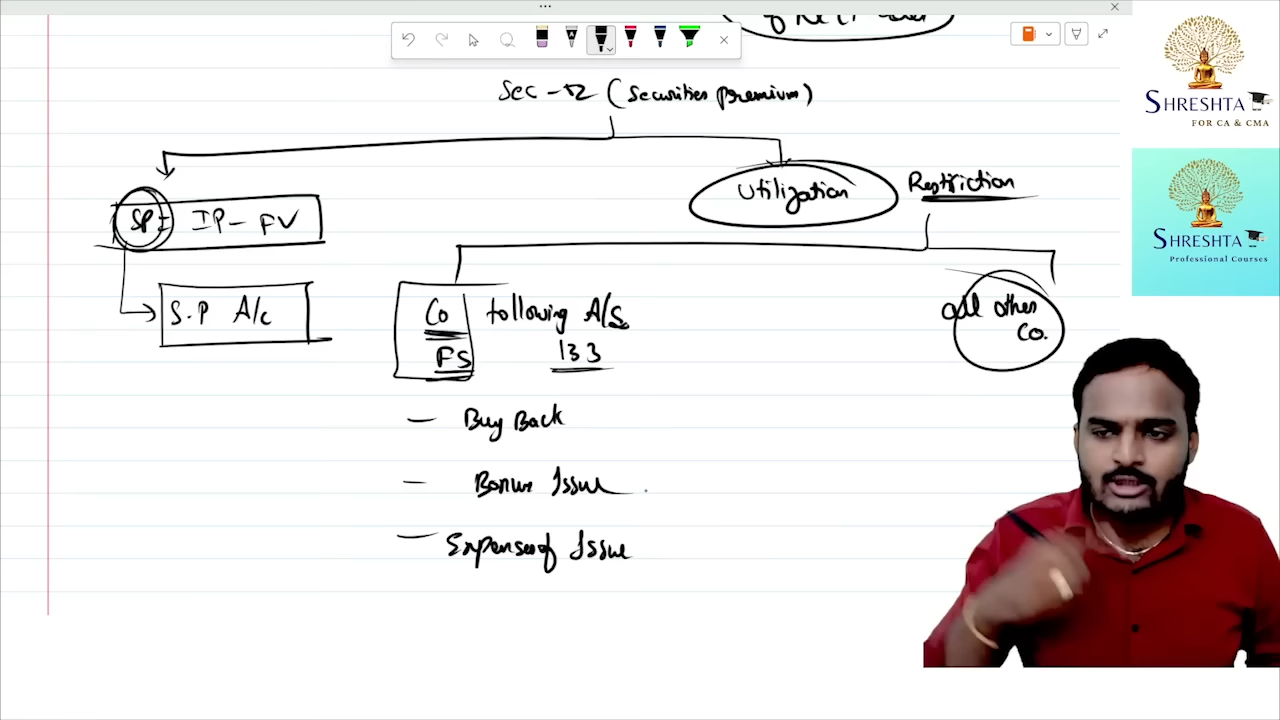 Sec - 52 (Securities premium)
Utilization
Restriction
SP = IP - FV
S.P A/c
Co following A/S
FS 133
all other
Co.
- Buy Back
- Bonus Issue
- Expenses of Issue
SHRESHTA
FOR CA & CMA
SHRESHTA
Professional Courses